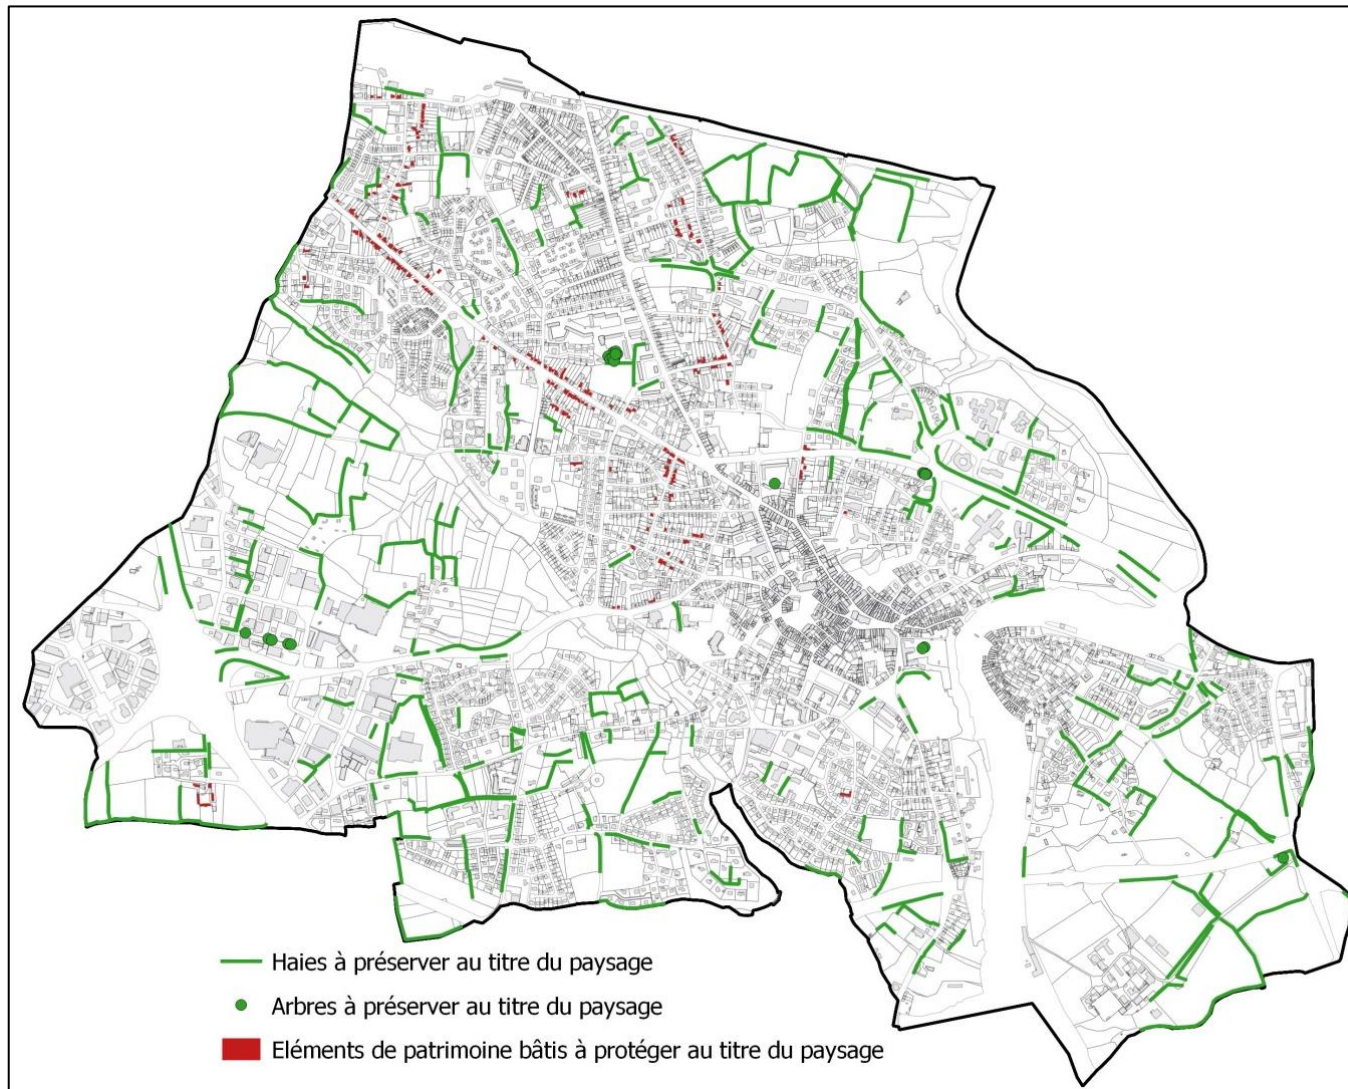 Haies à préserver au titre du paysage
Arbres à préserver au titre du paysage
Eléments de patrimoine bâtis à protéger au titre du paysage